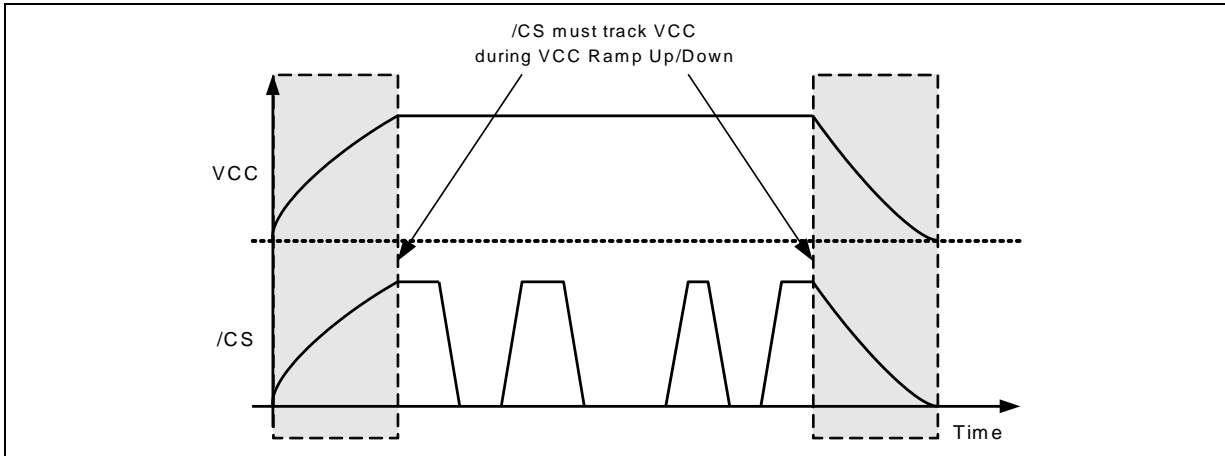 /CS must track VCC
during VCC Ramp Up/Down
VCC
/CS
Time